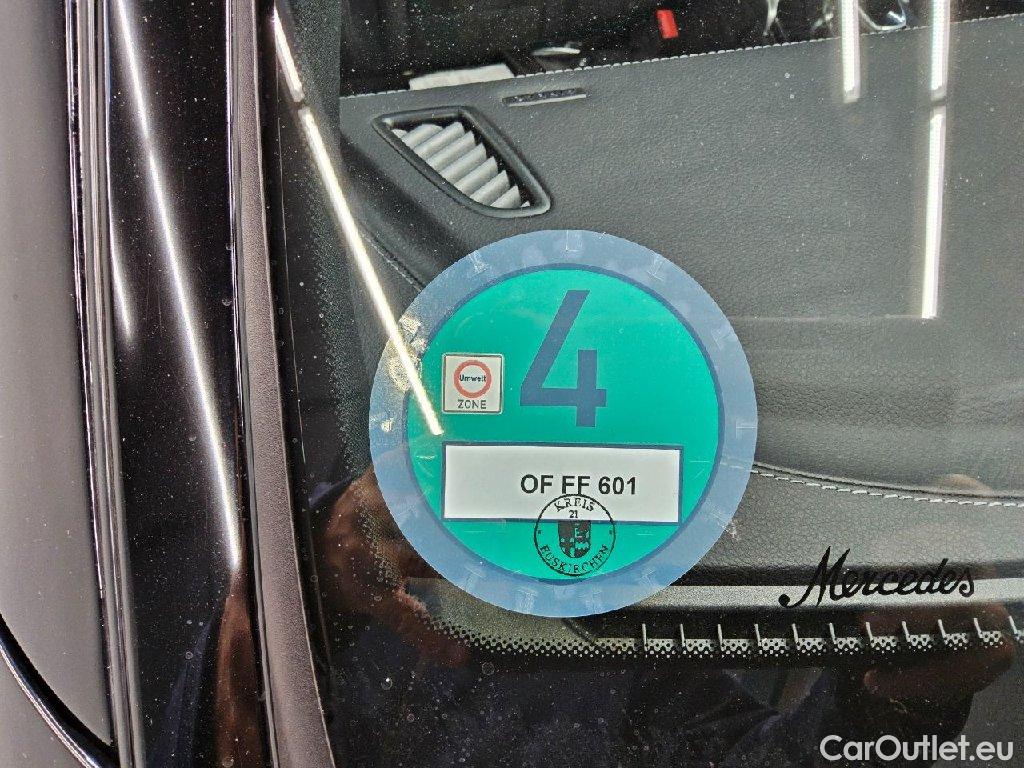 4
Umwelt
ZONE
OF FF 601
KREIS
21
EUSKIRCHEN
Mercedes
CarOutlet.eu